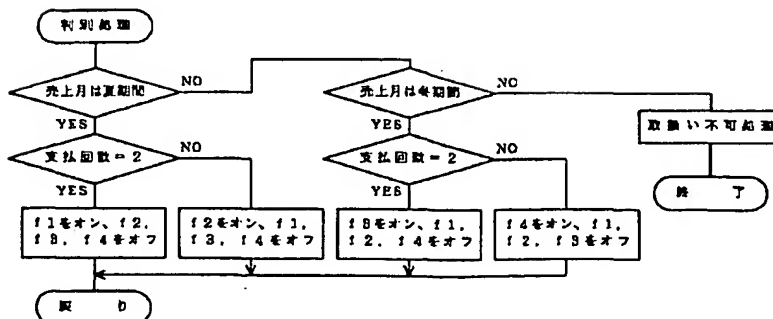 判別処理
売上月は夏期間
NO
YES
支払回数=2
NO
YES
f1をオン、f2,
f3, f4をオフ
f2をオン、f1,
f3, f4をオフ
売上月は冬期間
NO
YES
支払回数=2
NO
YES
f3をオン、f1,
f2, f4をオフ
f4をオン、f1,
f2, f3をオフ
取扱い不可処理
終 了
戻 り